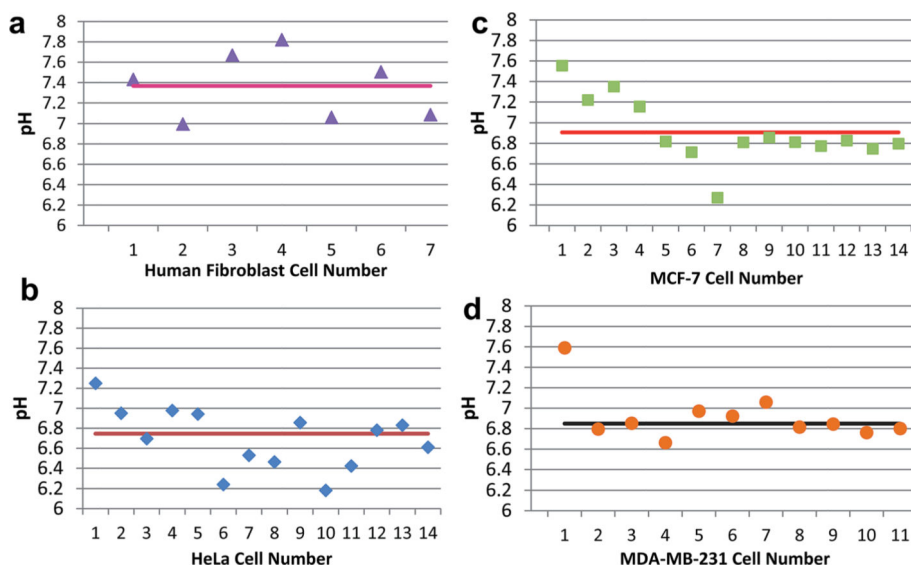 a
8
7.8
7.6
7.4
7.2
7
6.8
6.6
6.4
6.2
6
pH
1 2 3 4 5 6 7
Human Fibroblast Cell Number
b
8
7.8
7.6
7.4
7.2
7
6.8
6.6
6.4
6.2
6
pH
1 2 3 4 5 6 7 8 9 10 11 12 13 14
HeLa Cell Number
c
8
7.8
7.6
7.4
7.2
7
6.8
6.6
6.4
6.2
6
pH
1 2 3 4 5 6 7 8 9 10 11 12 13 14
MCF-7 Cell Number
d
8
7.8
7.6
7.4
7.2
7
6.8
6.6
6.4
6.2
6
pH
1 2 3 4 5 6 7 8 9 10 11
MDA-MB-231 Cell Number